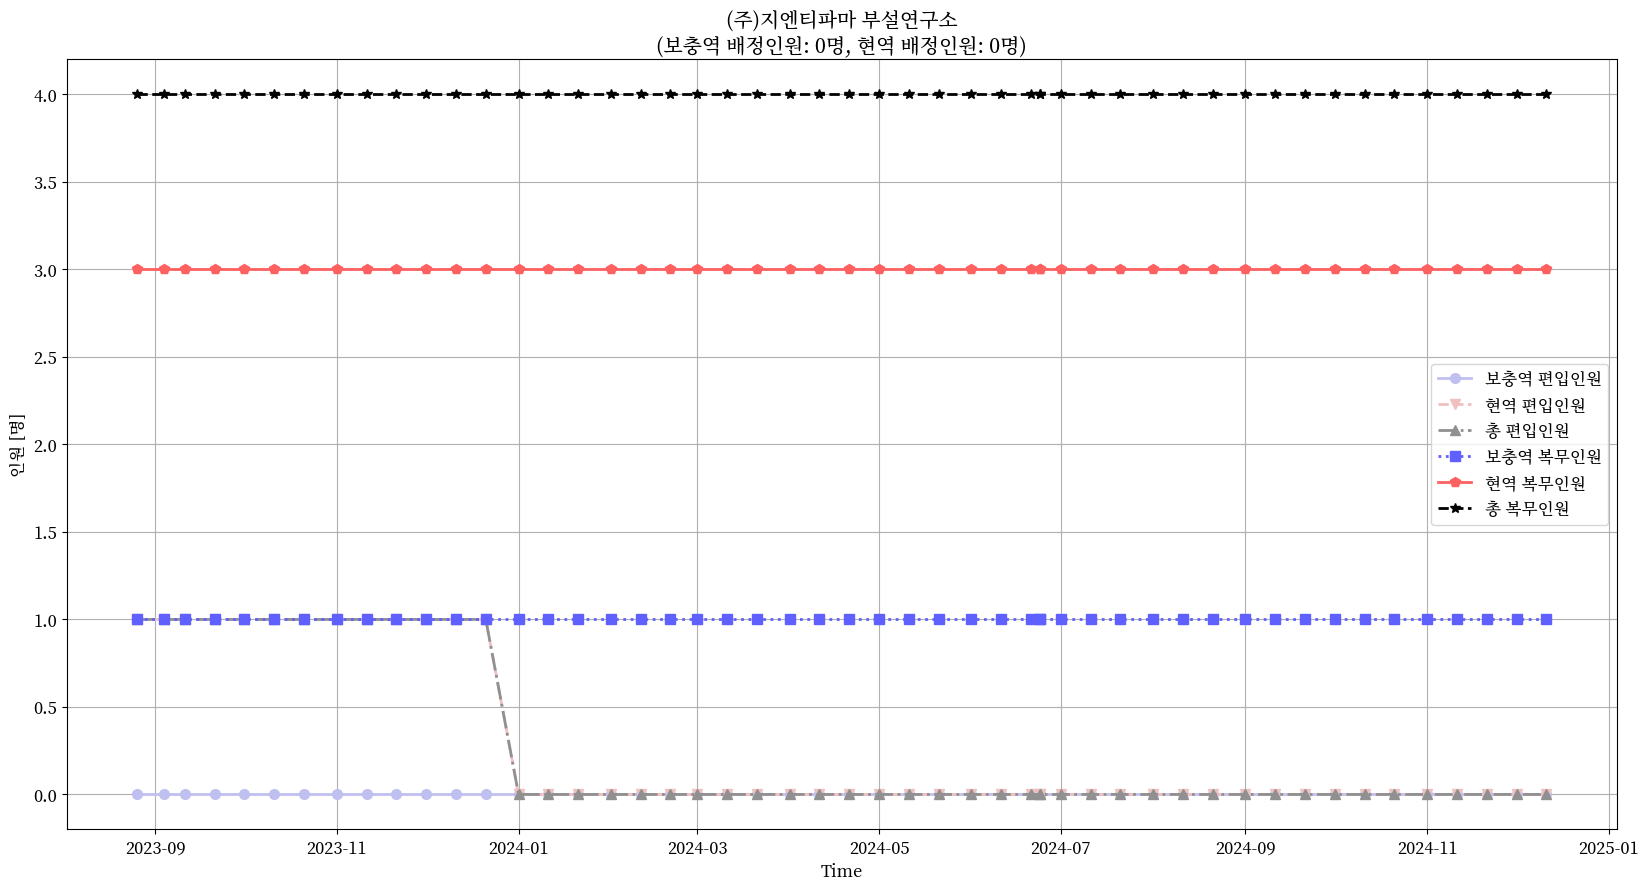 (주)지엔티파마 부설연구소
(보충역 배정인원: 0명, 현역 배정인원: 0명)
4.0
3.5
3.0
2.5
2.0
1.5
1.0
0.5
0.0
인원 [명]
보충역 편입인원
현역 편입인원
총 편입인원
보충역 복무인원
현역 복무인원
총 복무인원
2023-09 2023-11 2024-01 2024-03 2024-05 2024-07 2024-09 2024-11 2025-01
Time